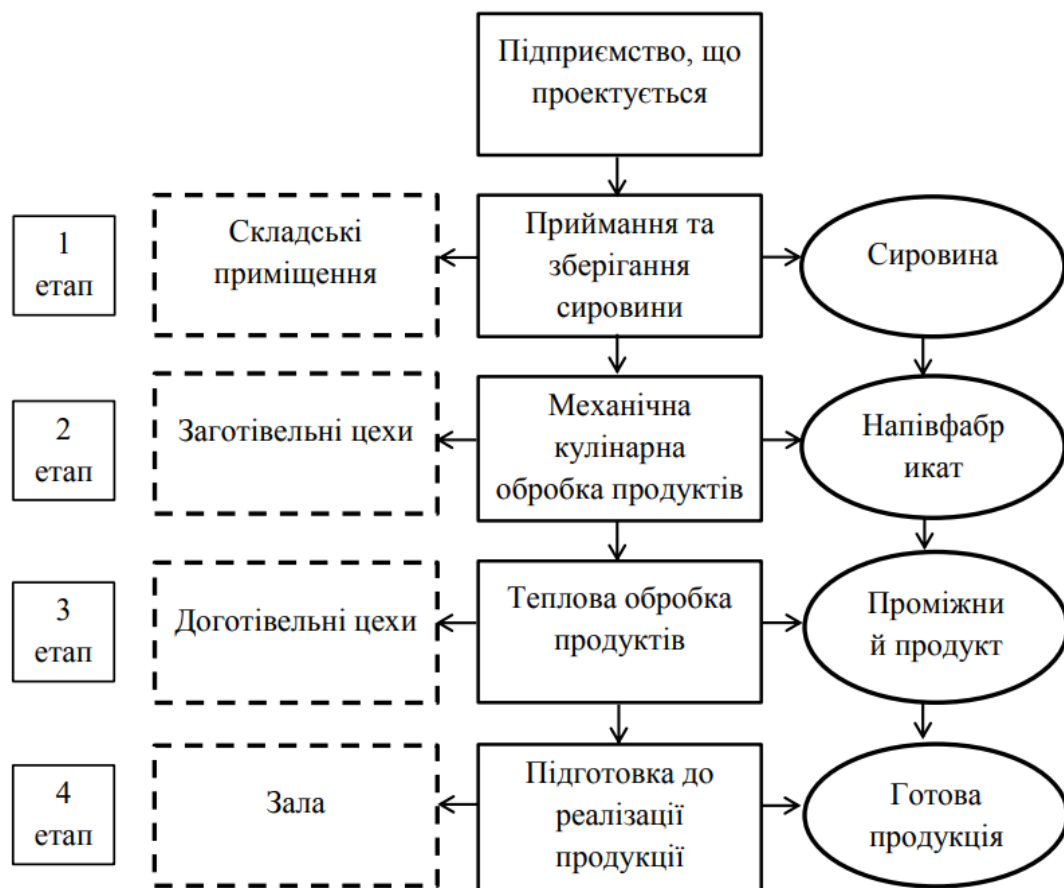 Підприємство, що
проектується
1
етап
Складські
приміщення
Приймання та
зберігання
сировини
Сировина
2
етап
Заготівельні цехи
Механічна
кулінарна
обробка продуктів
Напівфабр
икат
3
етап
Доготівельні цехи
Теплова обробка
продуктів
Проміжни
й продукт
4
етап
Зала
Підготовка до
реалізації
продукції
Готова
продукція